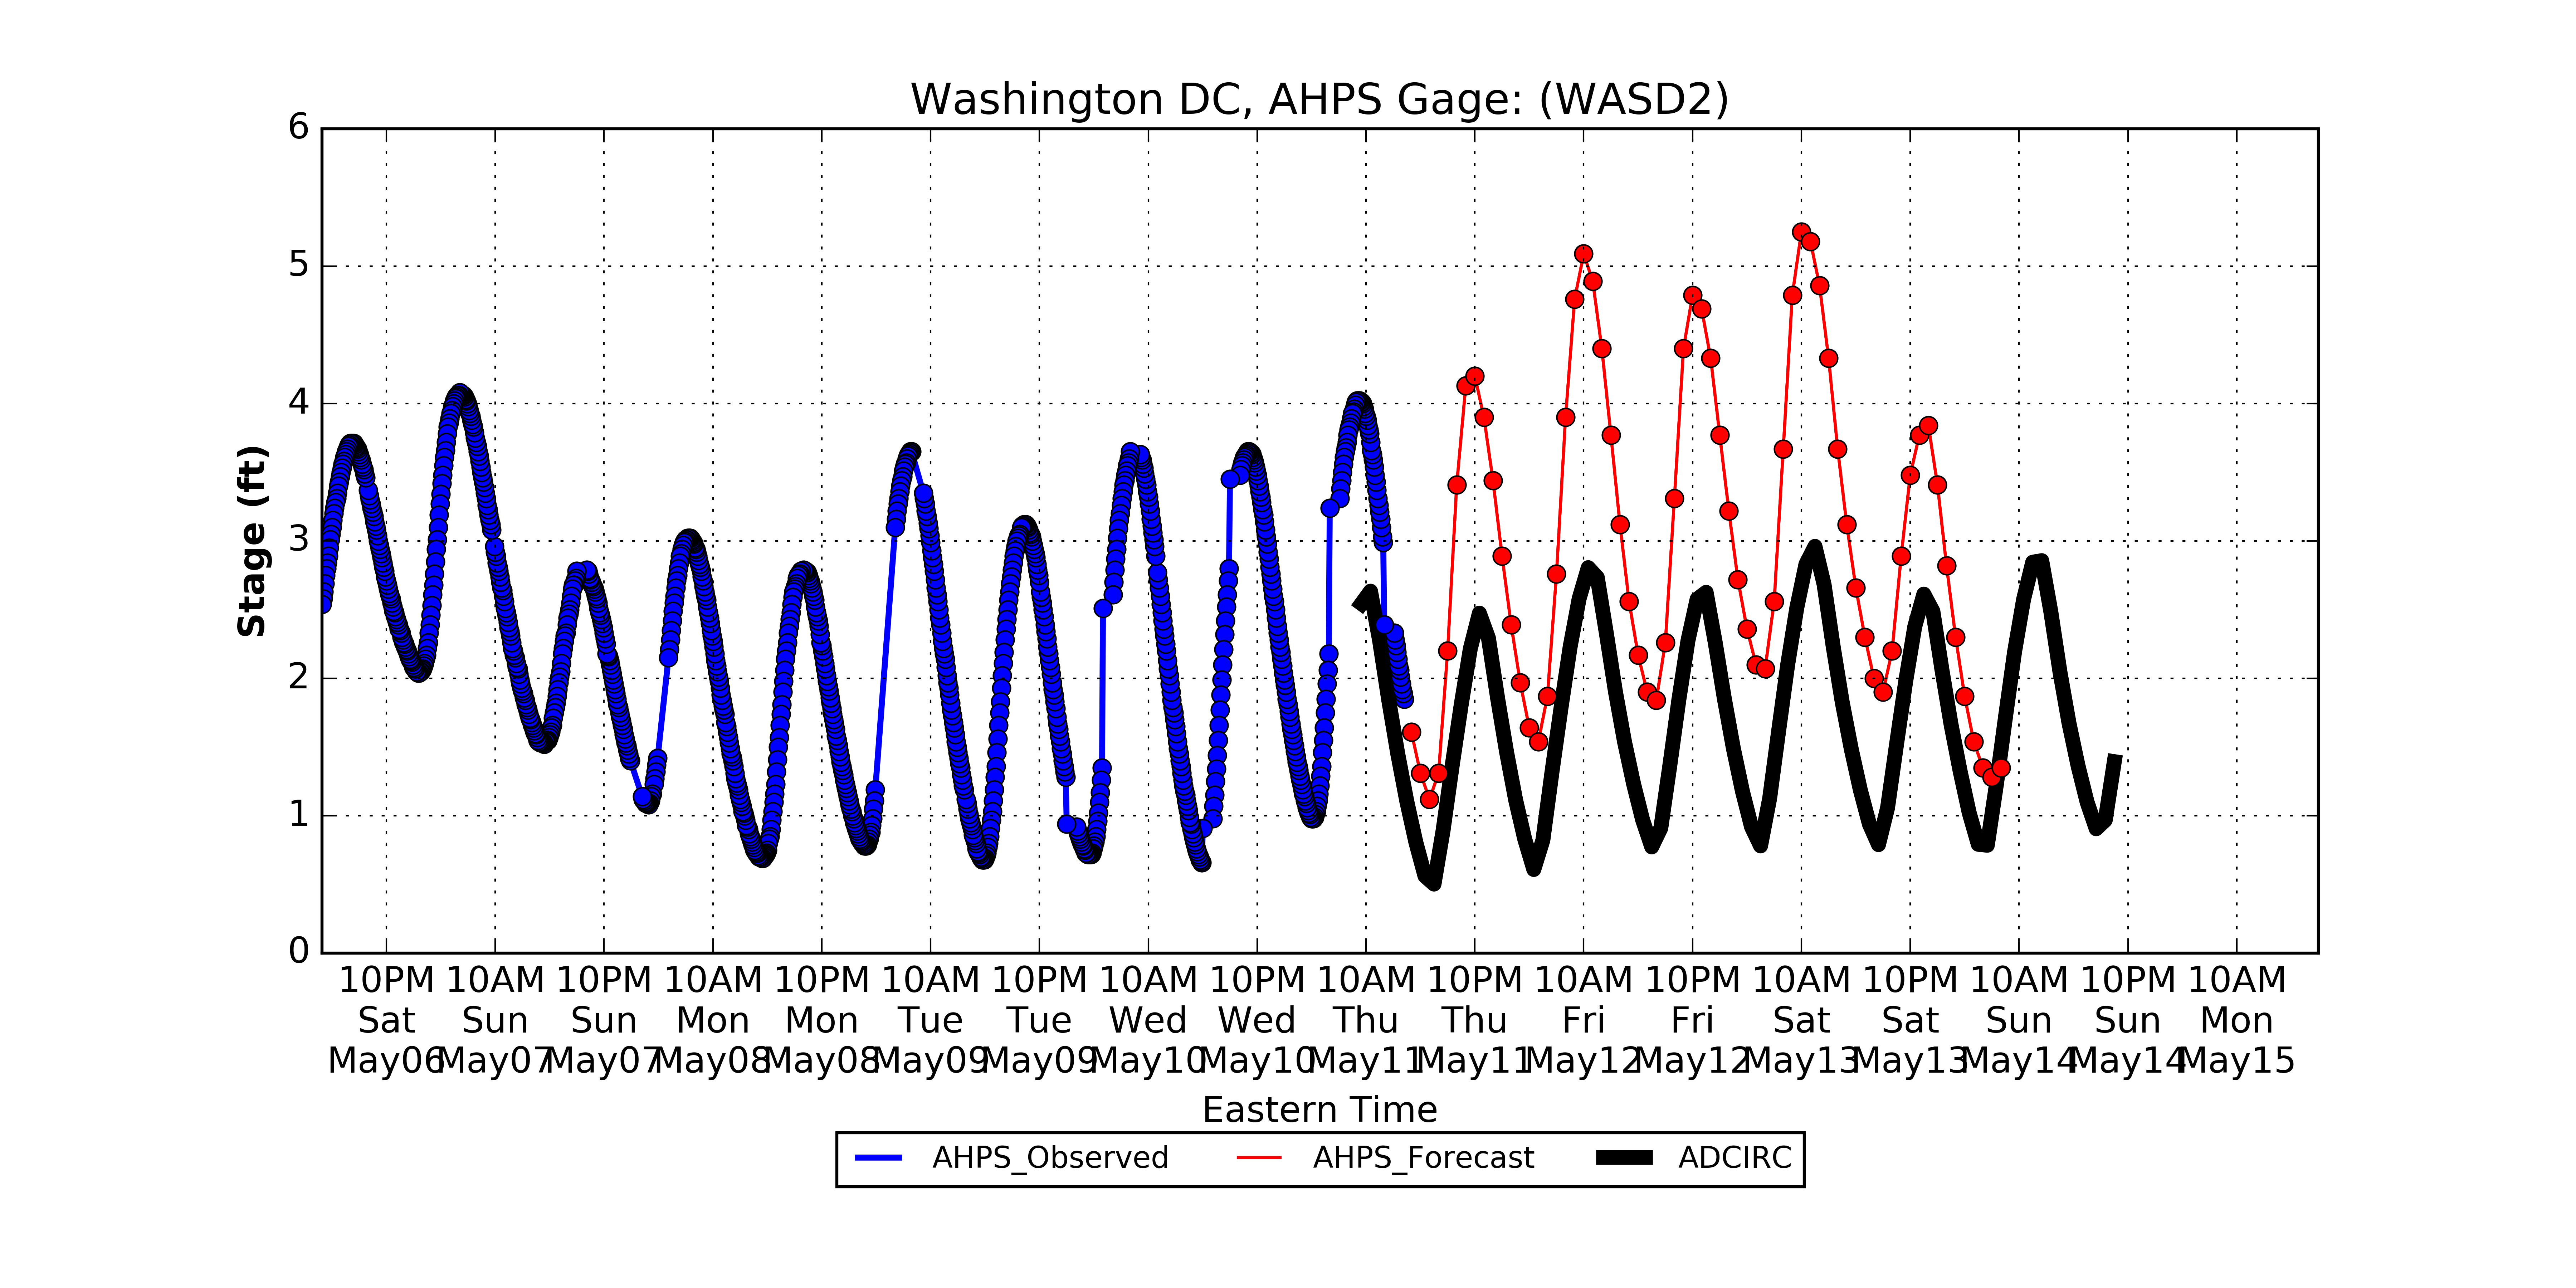 Washington DC, AHPS Gage: (WASD2)
6
5
4
3
2
1
0
Stage (ft)
10PM 10AM 10PM 10AM 10PM 10AM 10PM 10AM 10PM 10AM 10PM 10AM 10PM 10AM 10PM 10AM 10PM 10AM
Sat Sun Sun Mon Mon Tue Tue Wed Wed Thu Thu Fri Fri Sat Sat Sun Sun Mon
May06 May07 May07 May08 May08 May09 May09 May10 May10 May11 May11 May12 May12 May13 May13 May14 May14 May15
Eastern Time
AHPS_Observed AHPS_Forecast ADCIRC